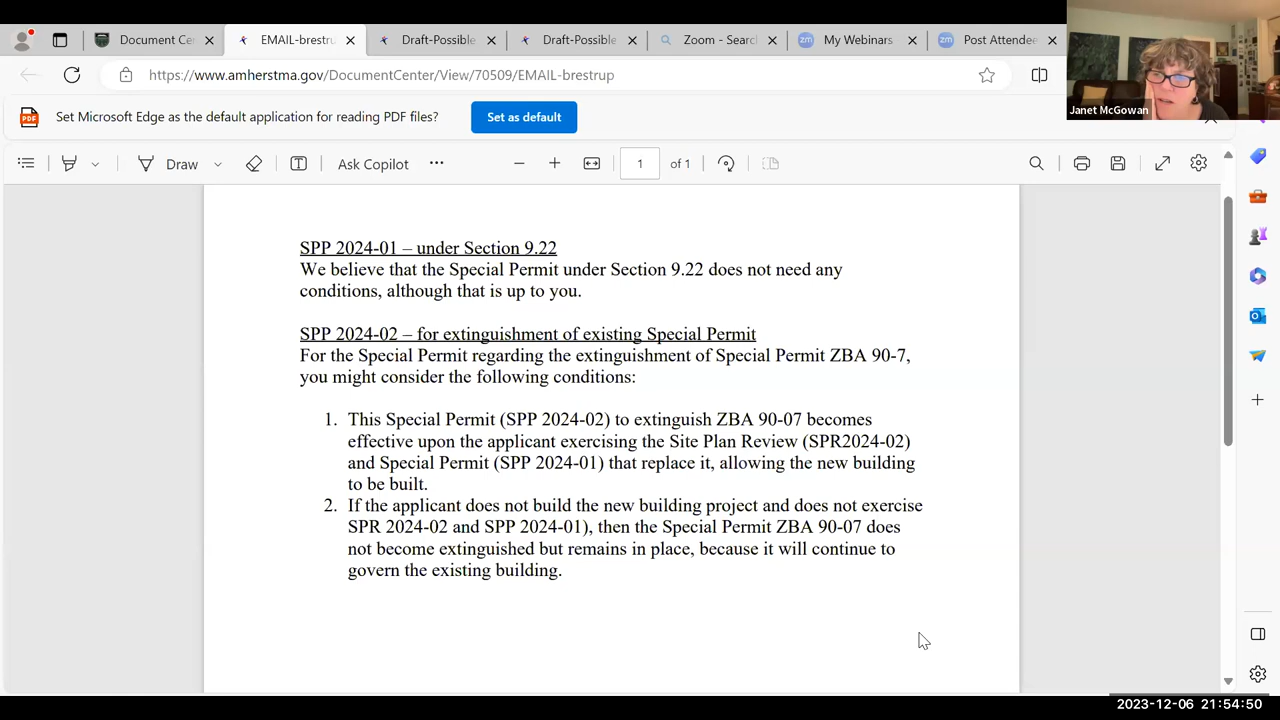 Document Cer
EMAIL-brestru
Draft-Possible
Draft-Possible
Zoom - Search
My Webinars
Post Attendee
https://www.amherstma.gov/DocumentCenter/View/70509/EMAIL-brestrup
Janet McGowan
PDF
Set Microsoft Edge as the default application for reading PDF files?
Set as default
Draw
Ask Copilot
1
of 1
SPP 2024-01 – under Section 9.22
We believe that the Special Permit under Section 9.22 does not need any
conditions, although that is up to you.
SPP 2024-02 – for extinguishment of existing Special Permit
For the Special Permit regarding the extinguishment of Special Permit ZBA 90-7,
you might consider the following conditions:
1. This Special Permit (SPP 2024-02) to extinguish ZBA 90-07 becomes
effective upon the applicant exercising the Site Plan Review (SPR2024-02)
and Special Permit (SPP 2024-01) that replace it, allowing the new building
to be built.
2. If the applicant does not build the new building project and does not exercise
SPR 2024-02 and SPP 2024-01), then the Special Permit ZBA 90-07 does
not become extinguished but remains in place, because it will continue to
govern the existing building.
2023-12-06 21:54:50